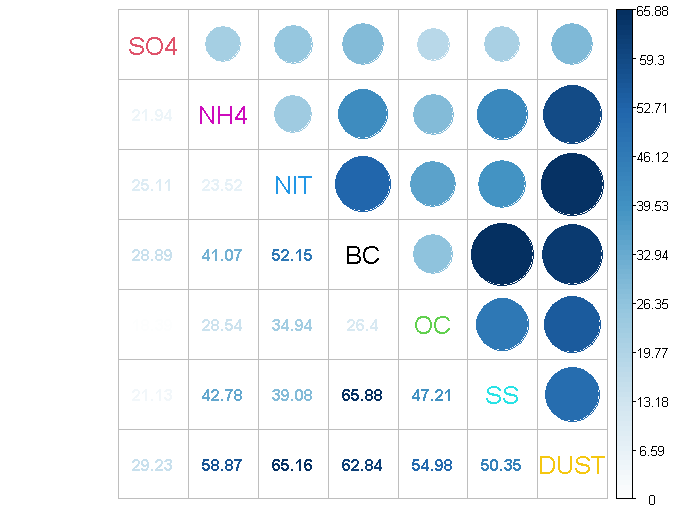 65.88
SO4
59.3
21.94 NH4
52.71
46.12
25.11 23.52 NIT
39.53
28.89 41.07 52.15 BC
32.94
26.35
28.54 34.94 26.4 OC
19.77
21.13 42.78 39.08 65.88 47.21 SS
13.18
6.59
29.23 58.87 65.16 62.84 54.98 50.35 DUST
0